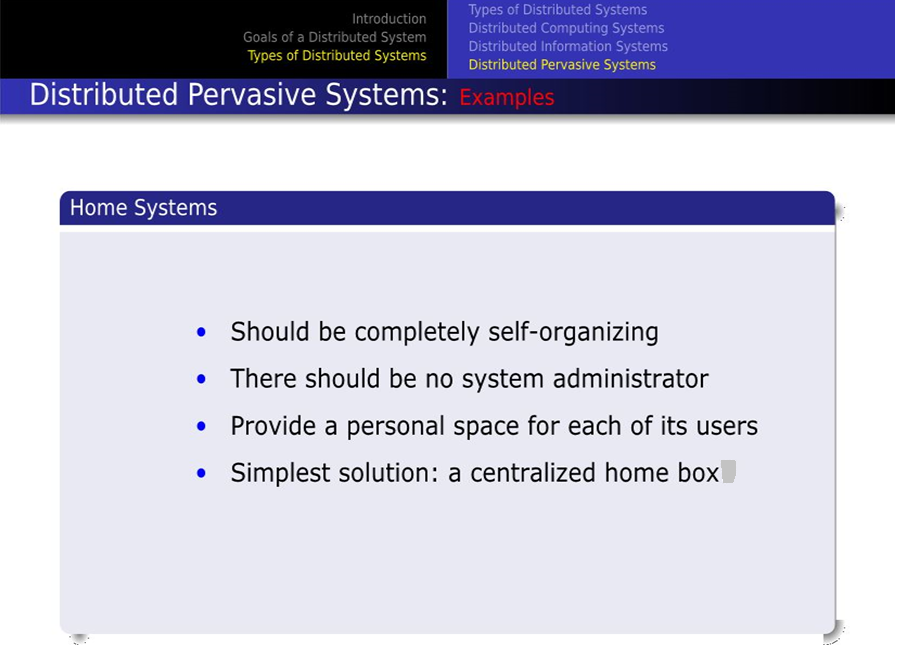 Introduction
Goals of a Distributed System
Types of Distributed Systems
Types of Distributed Systems
Distributed Computing Systems
Distributed Information Systems
Distributed Pervasive Systems
Distributed Pervasive Systems: Examples
Home Systems
• Should be completely self-organizing
• There should be no system administrator
• Provide a personal space for each of its users
• Simplest solution: a centralized home box